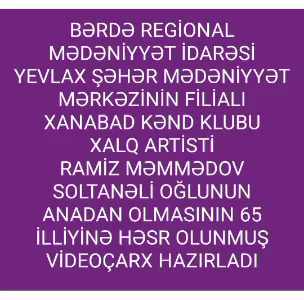 BƏRDƏ REGİONAL
MƏDƏNİYYƏT İDARƏSİ
YEVLAX ŞƏHƏR MƏDƏNİYYƏT
MƏRKƏZİNİN FİLİALI
XANABAD KƏND KLUBU
XALQ ARTİSTİ
RAMİZ MƏMMƏDOV
SOLTANƏLİ OĞLUNUN
ANADAN OLMASININ 65
İLLİYİNƏ HƏSR OLUNMUŞ
VİDEOÇARX HAZIRLADI